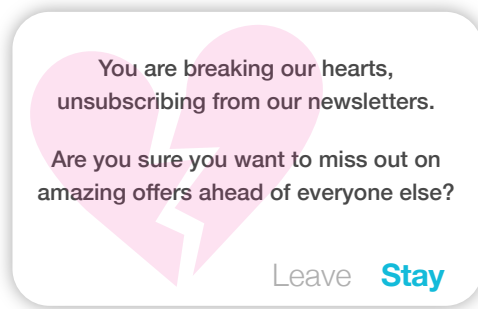 You are breaking our hearts,
unsubscribing from our newsletters.
Are you sure you want to miss out on
amazing offers ahead of everyone else?
Leave Stay